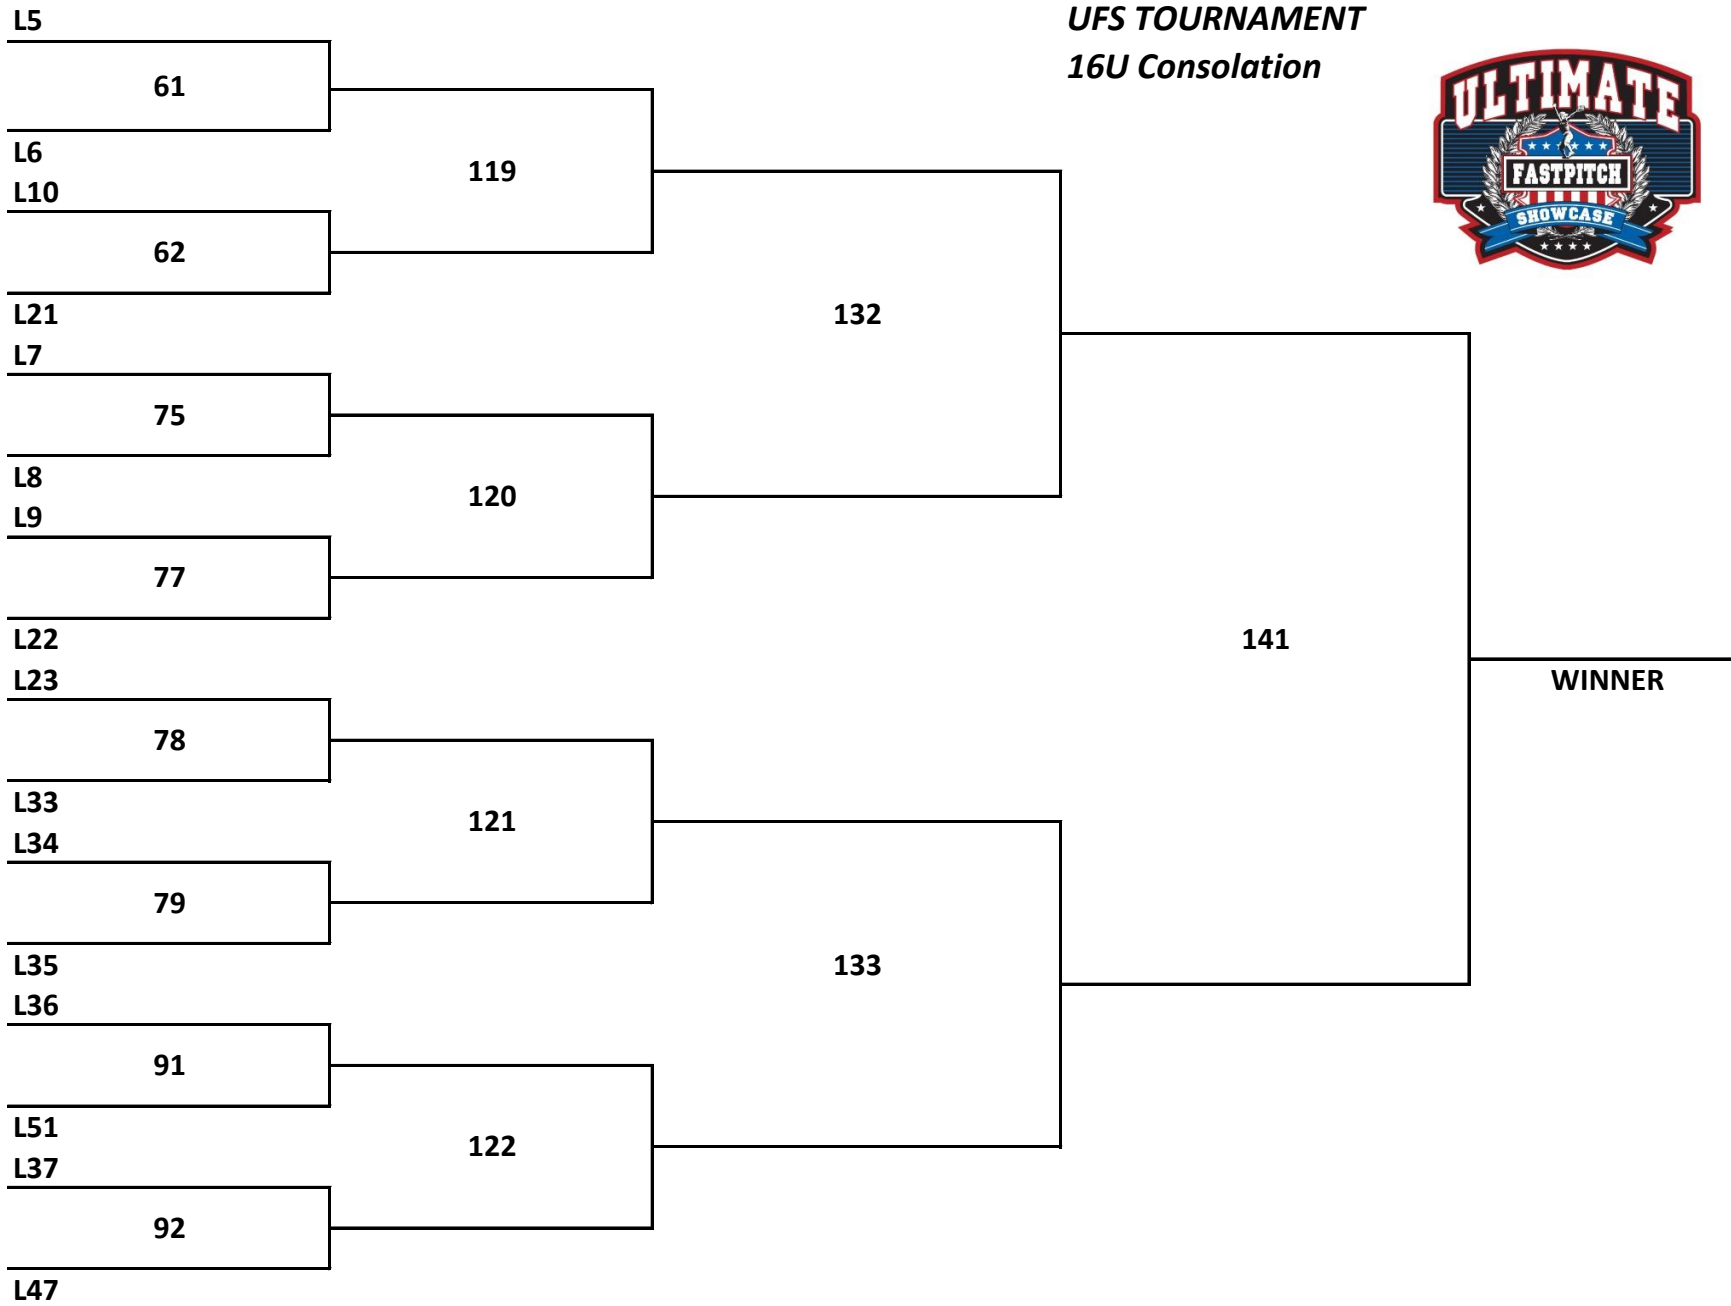 L5
UFS TOURNAMENT
16U Consolation
ULTIMATE
FASTPITCH
SHOWCASE
61
L6
L10
119
62
L21
L7
132
75
L8
L9
120
77
L22
L23
141
WINNER
78
L33
L34
121
79
L35
L36
133
91
L51
L37
122
92
L47